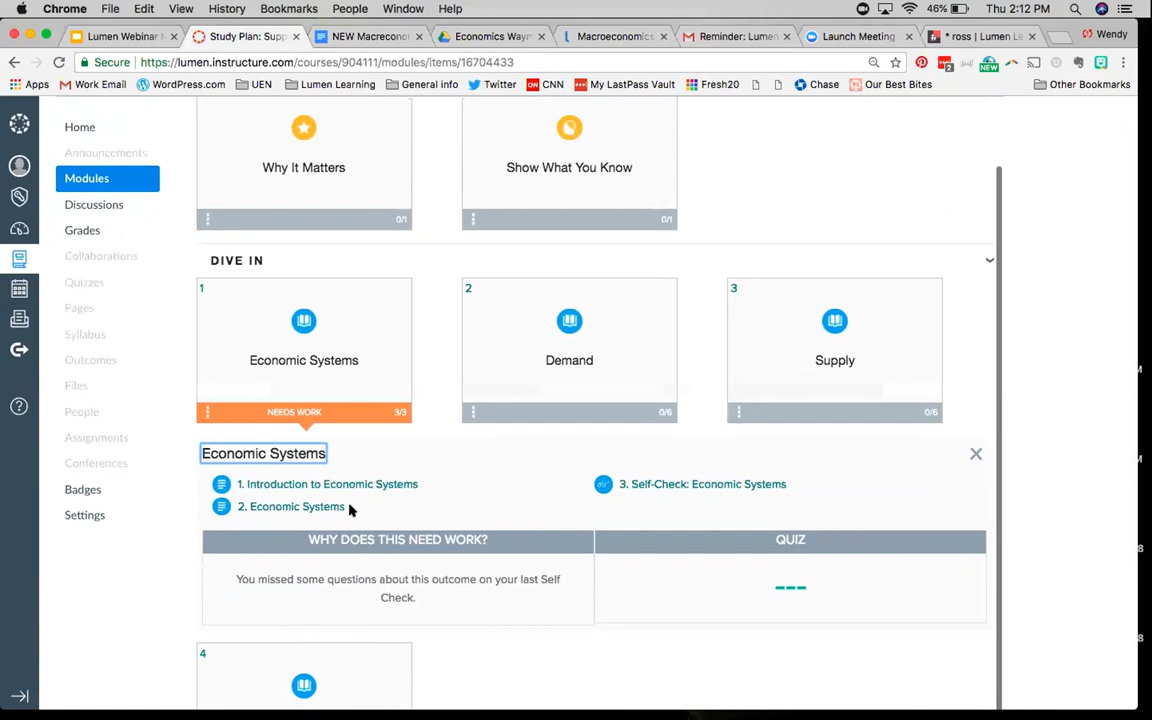 Chrome File Edit View History Bookmarks People Window Help 46% Thu 2:12 PM
Lumen Webinar Study Plan: Supp NEW Macrecon Economics Waym Macroeconomics Reminder: Lumen Launch Meeting * ross | Lumen Le Wendy
Secure https://lumen.instructure.com/courses/904111/modules/items/16704433
Apps Work Email WordPress.com UEN Lumen Learning General info Twitter CNN My LastPass Vault Fresh20 Chase Our Best Bites Other Bookmarks
Home
Announcements
Modules
Discussions
Grades
Collaborations
Quizzes
Pages
Syllabus
Outcomes
Files
People
Assignments
Conferences
Badges
Settings
Why It Matters Show What You Know
0/1 0/1
DIVE IN
1 2 3
Economic Systems Demand Supply
NEEDS WORK 3/3 0/6 0/6
Economic Systems
1. Introduction to Economic Systems 3. Self-Check: Economic Systems
2. Economic Systems
WHY DOES THIS NEED WORK? QUIZ
You missed some questions about this outcome on your last Self
Check.
4